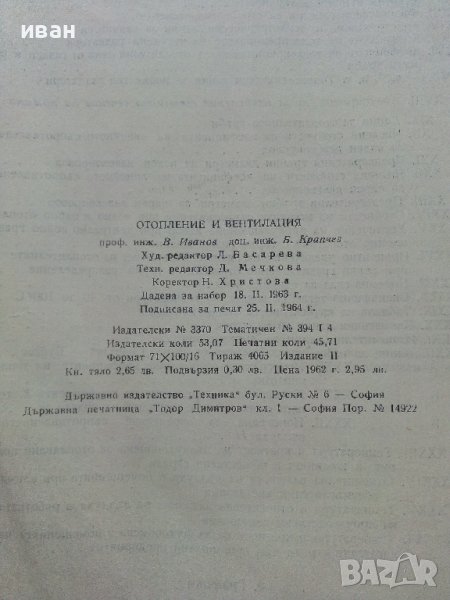 иван
ОТОПЛЕНИЕ И ВЕНТИЛАЦИЯ
проф. инж. В. Иванов доц. инж. Б. Крапчев
Худ. редактор Л. Басарева
Техн. редактор Д. Мечкова
Коректор Н. Христова
Дадена за набор 18. II. 1963 г.
Подписана за печат 25. II. 1964 г.
Издателски № 3370 Тематичен № 394 I 4
Издателски коли 53,07 Печатни коли 45,71
Формат 71×100/16 Тираж 4065 Издание II
Кн. тяло 2,65 лв. Подвързия 0,30 лв. Цена 1962 г. 2,95 лв.
Държавно издателство „Техника“ бул. Руски № 6 — София
Държавна печатница „Тодор Димитров“ кл. 1 — София Пор. № 14922
BAZAR